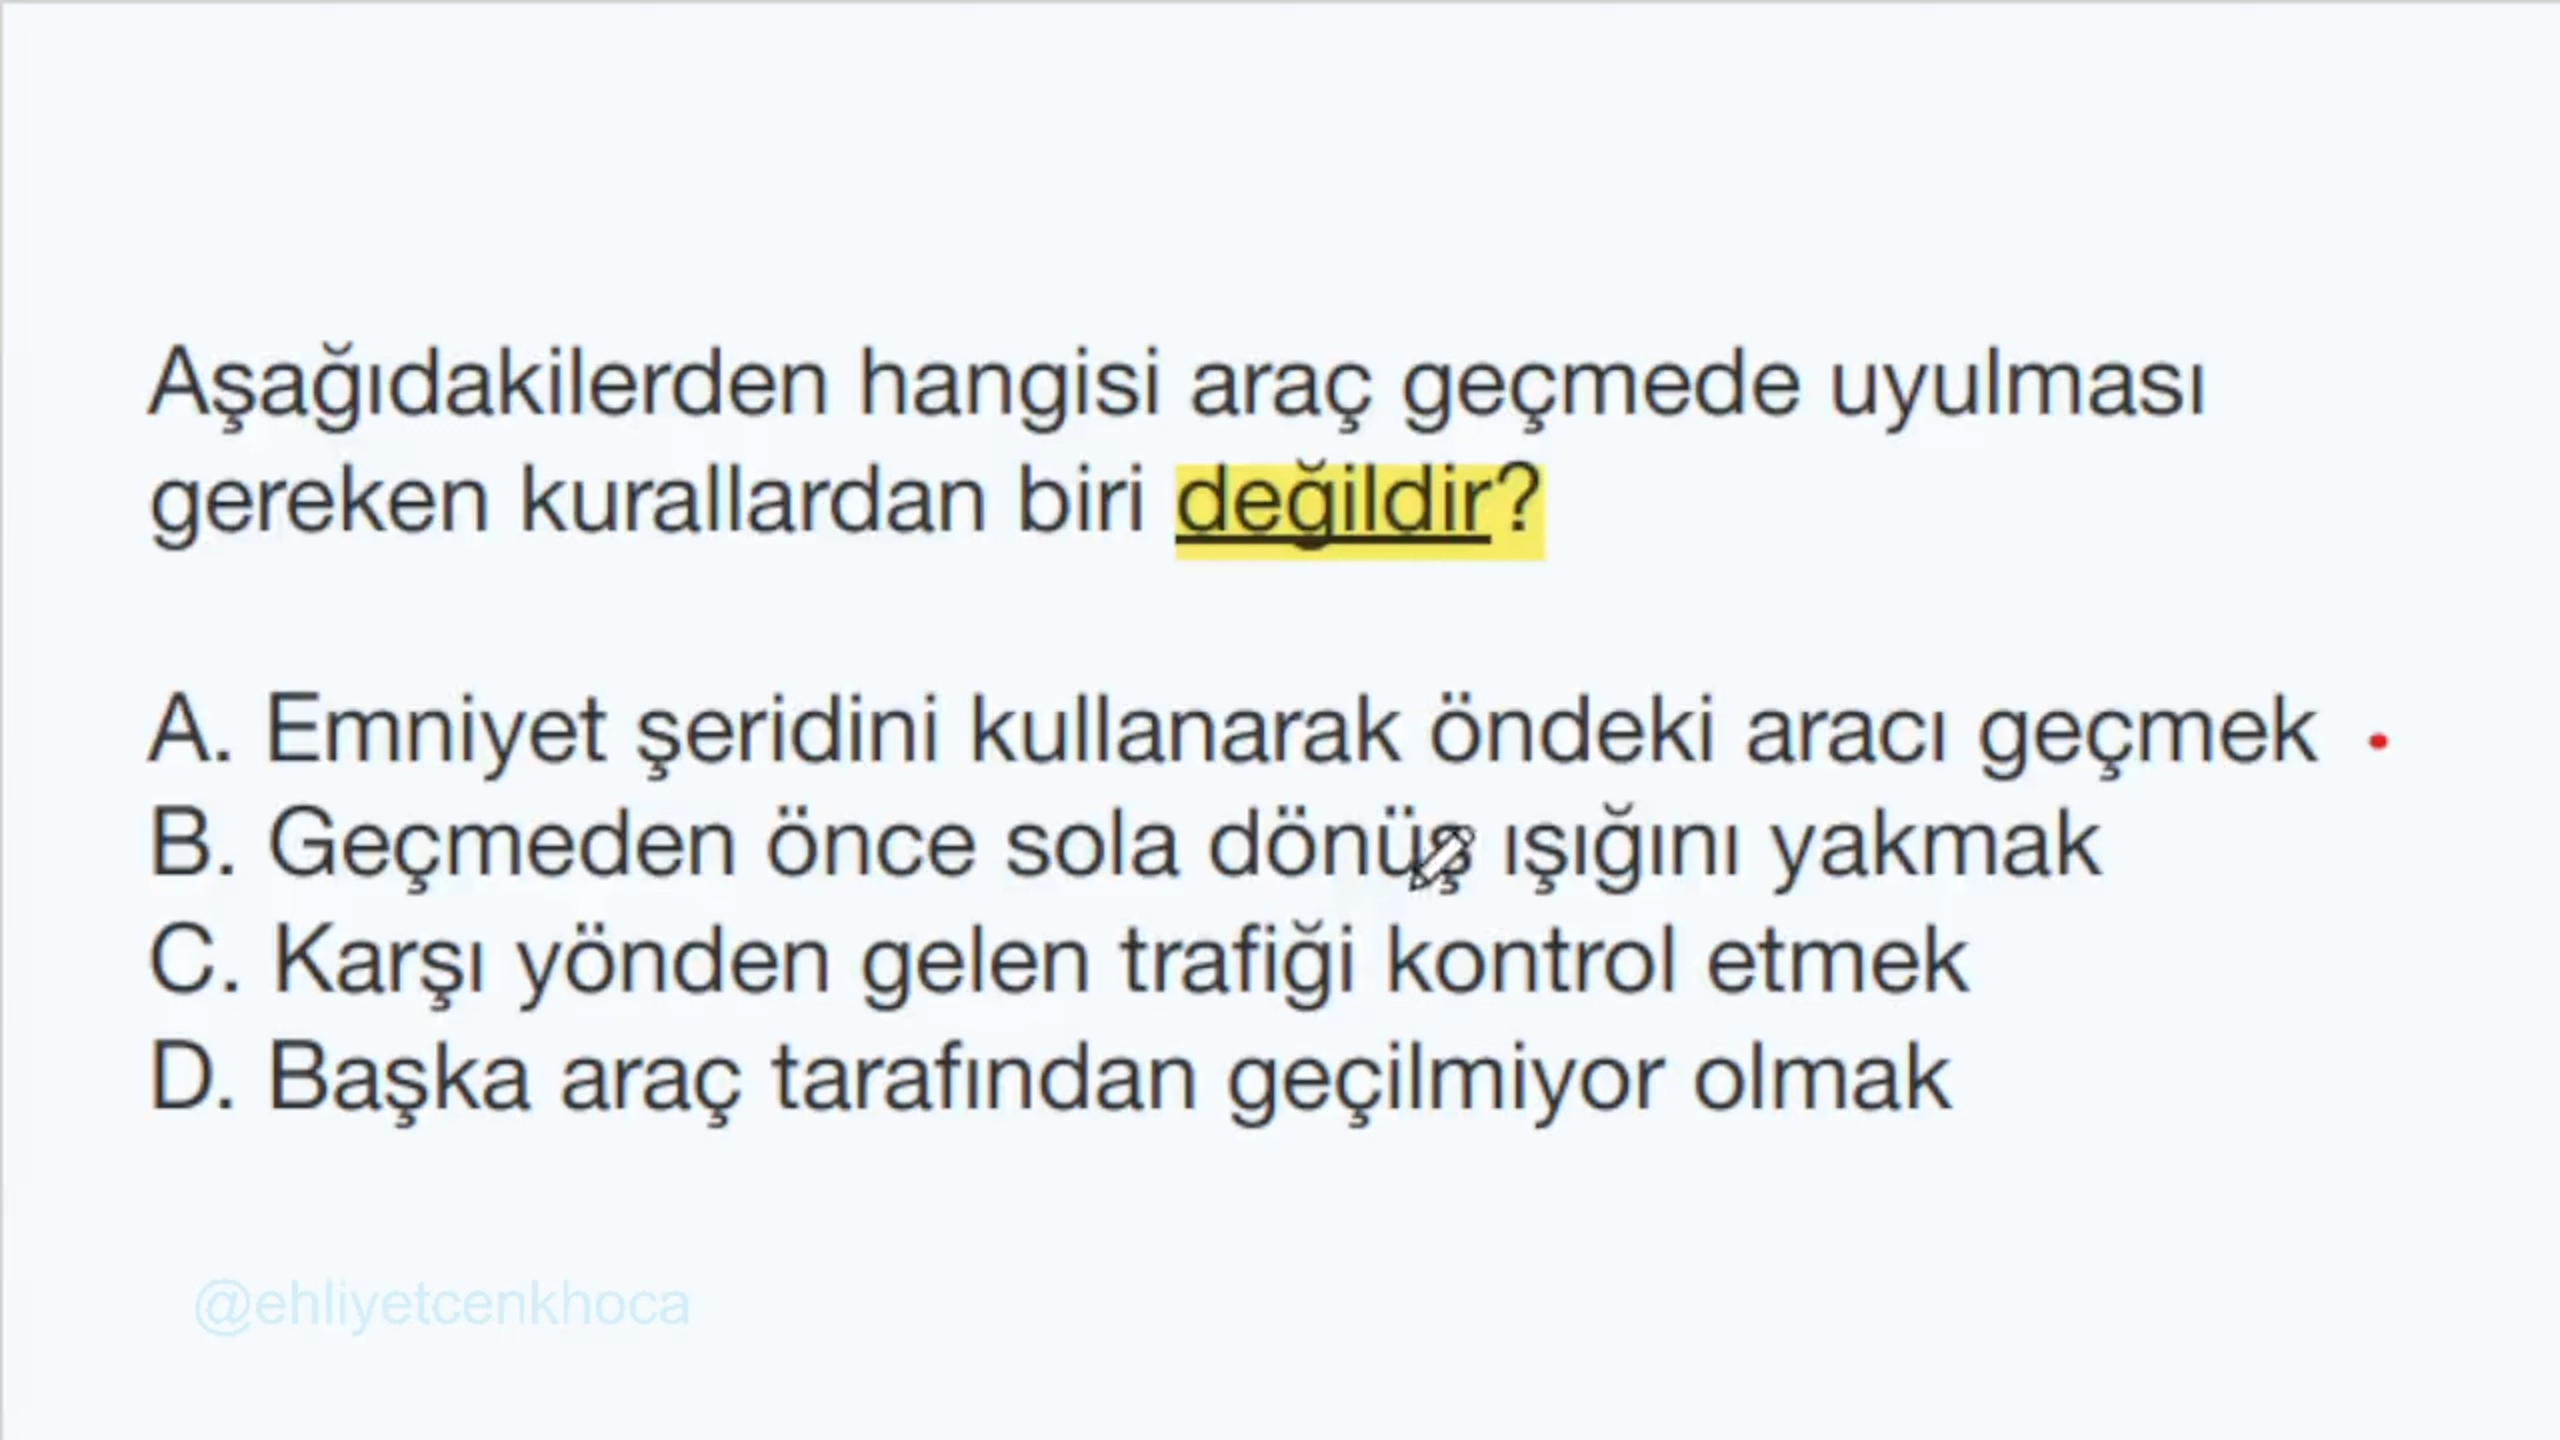 Aşağıdakilerden hangisi araç geçmede uyulması
gereken kurallardan biri değildir?
A. Emniyet şeridini kullanarak öndeki aracı geçmek
B. Geçmeden önce sola dönüş ışığını yakmak
C. Karşı yönden gelen trafiği kontrol etmek
D. Başka araç tarafından geçilmiyor olmak
@ehliyetcenkhoca